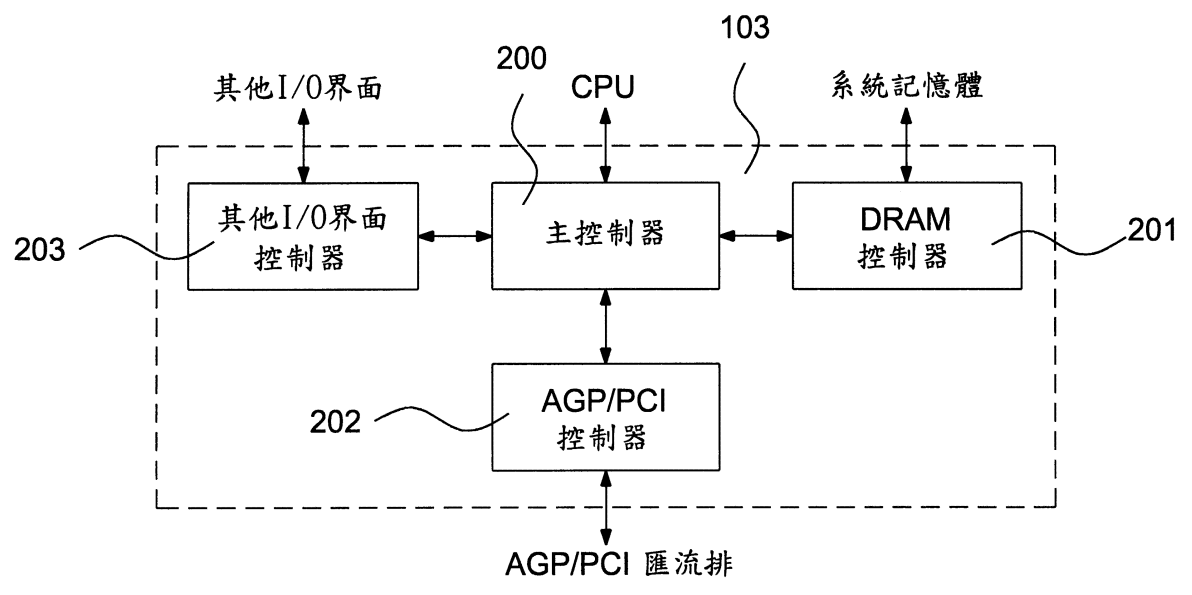 103
200
其他I/O界面
CPU
系統記憶體
其他I/O界面
控制器
主控制器
DRAM
控制器
203
201
AGP/PCI
控制器
202
AGP/PCI 匯流排